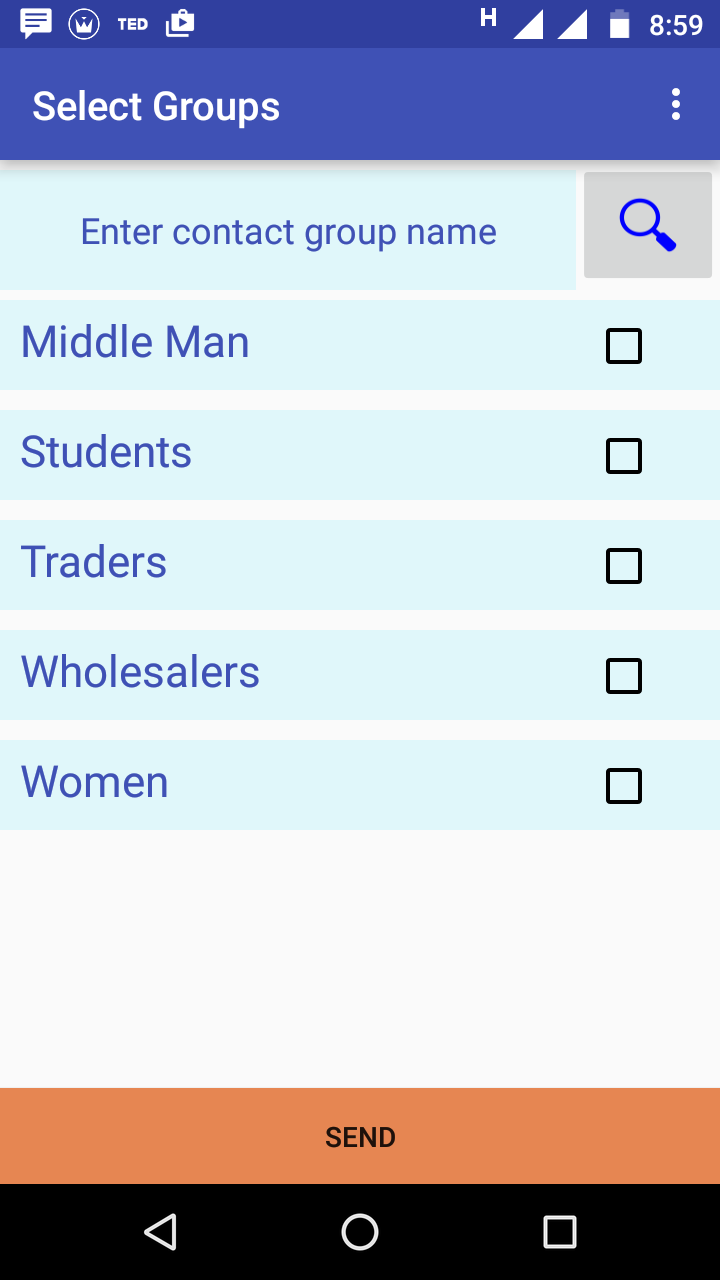 TED
H
8:59
Select Groups
Enter contact group name
Middle Man
Students
Traders
Wholesalers
Women
SEND